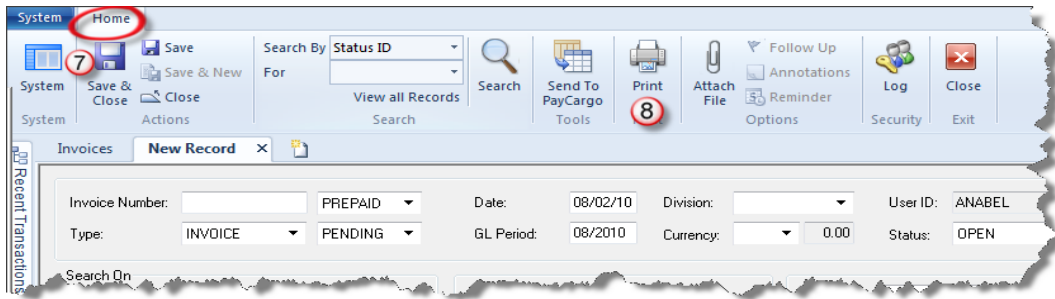 System Home
7
System
Save & Close
Save
Save & New
Close
Search By Status ID
For
View all Records
Search
Send To PayCargo
Print
8
Attach File
Follow Up
Annotations
Reminder
Log
Close
System Actions Search Tools Options Security Exit
Recent Transactions
Invoices New Record X
Invoice Number: PREPAID Date: 08/02/10 Division: User ID: ANABEL
Type: INVOICE PENDING GL Period: 08/2010 Currency: 0.00 Status: OPEN
Search On